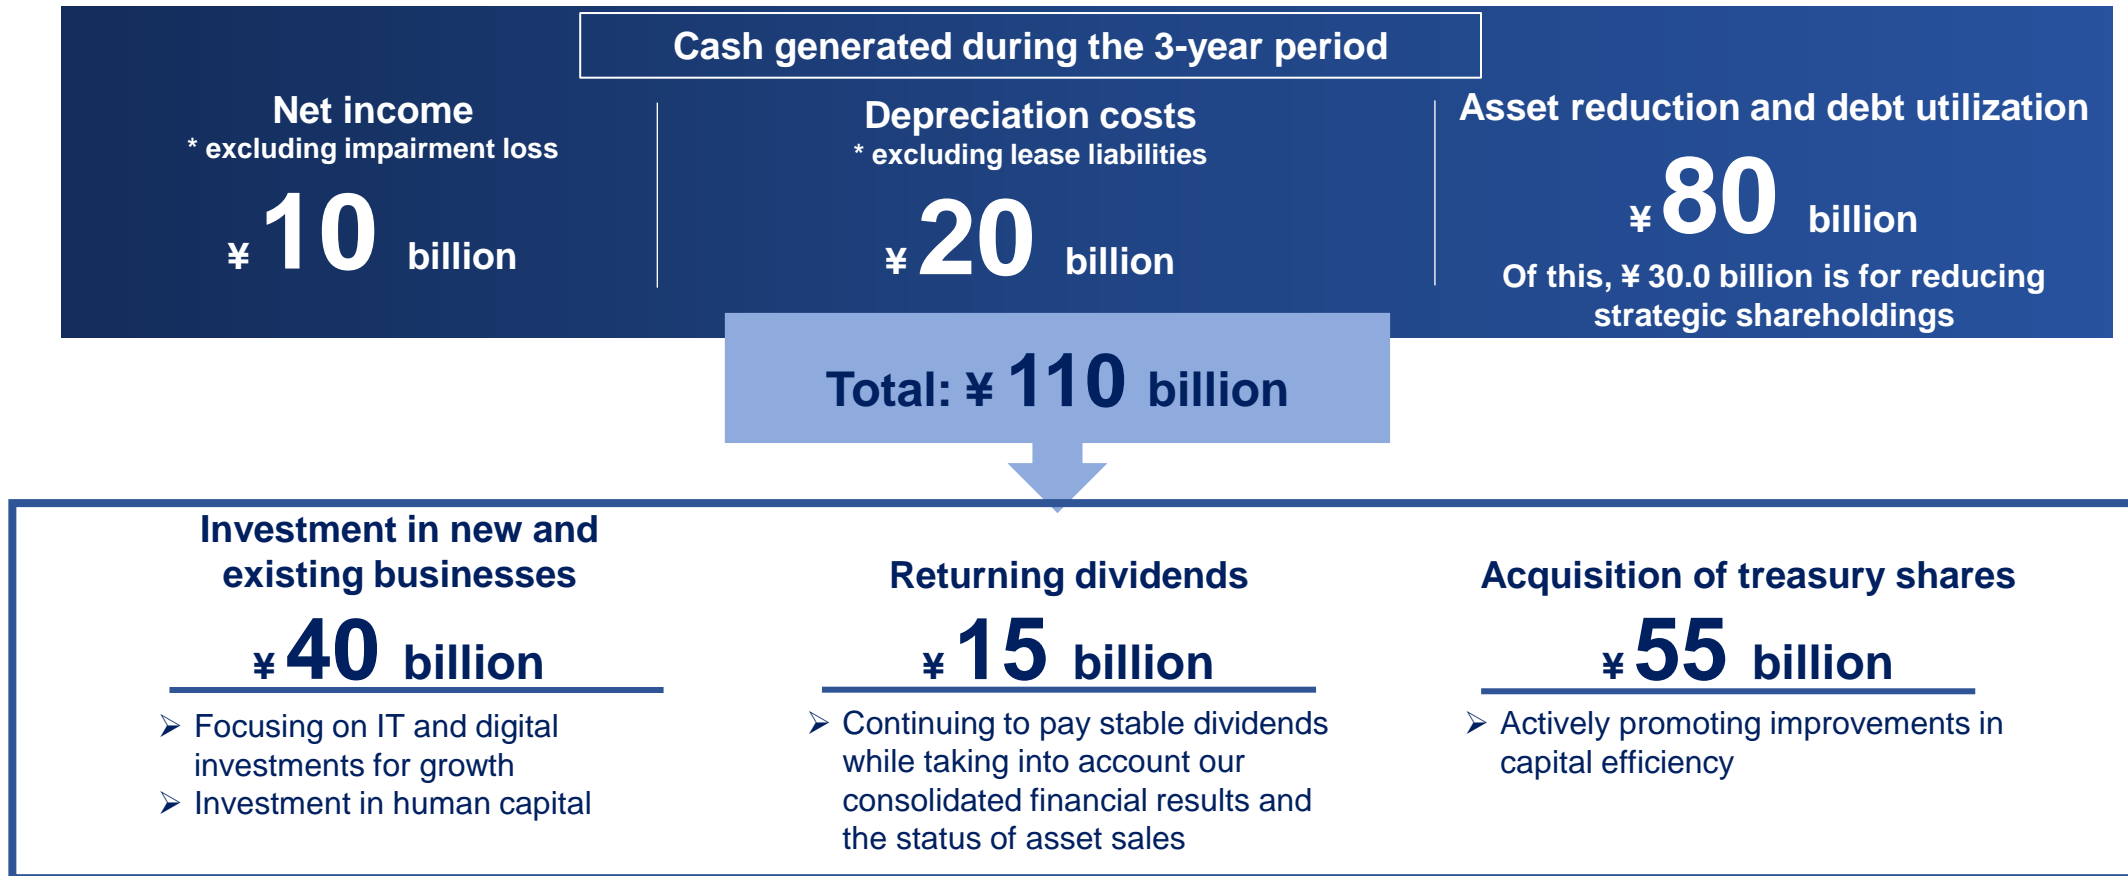 Cash generated during the 3-year period
Net income
* excluding impairment loss
¥ 10 billion
Depreciation costs
* excluding lease liabilities
¥ 20 billion
Asset reduction and debt utilization
¥ 80 billion
Of this, ¥ 30.0 billion is for reducing
strategic shareholdings
Total: ¥ 110 billion
Investment in new and
existing businesses
¥ 40 billion
➢ Focusing on IT and digital
investments for growth
➢ Investment in human capital
Returning dividends
¥ 15 billion
➢ Continuing to pay stable dividends
while taking into account our
consolidated financial results and
the status of asset sales
Acquisition of treasury shares
¥ 55 billion
➢ Actively promoting improvements in
capital efficiency